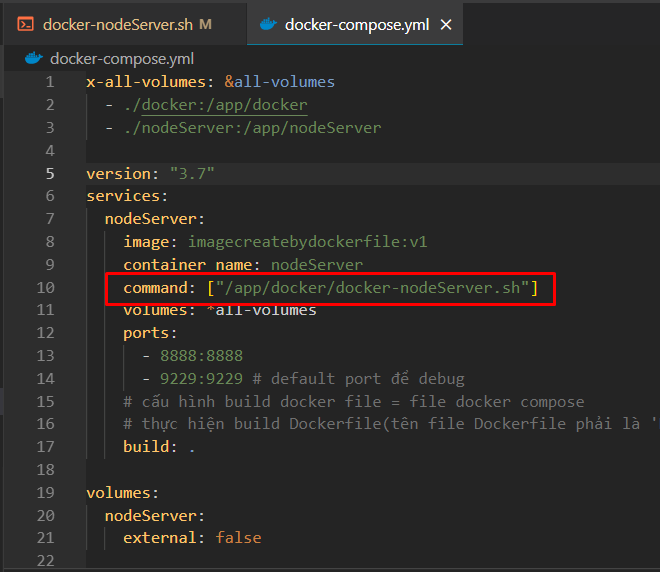 docker-nodeServer.sh M docker-compose.yml ×
docker-compose.yml
1 x-all-volumes: &all-volumes
2 - ./docker:/app/docker
3 - ./nodeServer:/app/nodeServer
4
5 version: "3.7"
6 services:
7 nodeServer:
8 image: imagecreatebydockerfile:v1
9 container_name: nodeServer
10 command: ["/app/docker/docker-nodeServer.sh"]
11 volumes: *all-volumes
12 ports:
13 - 8888:8888
14 - 9229:9229 # default port để debug
15 # cấu hình build docker file = file docker compose
16 # thực hiện build Dockerfile(tên file Dockerfile phải là '
17 build: .
18
19 volumes:
20 nodeServer:
21 external: false
22